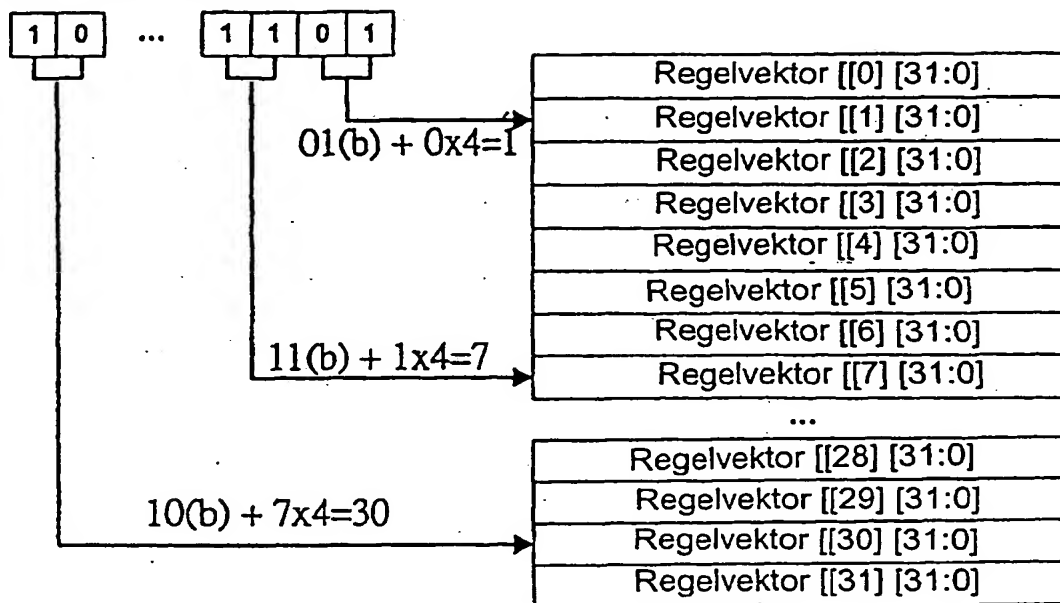 1 0 ... 1 1 0 1
Regelvektor [[0] [31:0]
Regelvektor [[1] [31:0]
01(b) + 0x4=1
Regelvektor [[2] [31:0]
Regelvektor [[3] [31:0]
Regelvektor [[4] [31:0]
Regelvektor [[5] [31:0]
Regelvektor [[6] [31:0]
11(b) + 1x4=7
Regelvektor [[7] [31:0]
...
Regelvektor [[28] [31:0]
Regelvektor [[29] [31:0]
10(b) + 7x4=30
Regelvektor [[30] [31:0]
Regelvektor [[31] [31:0]